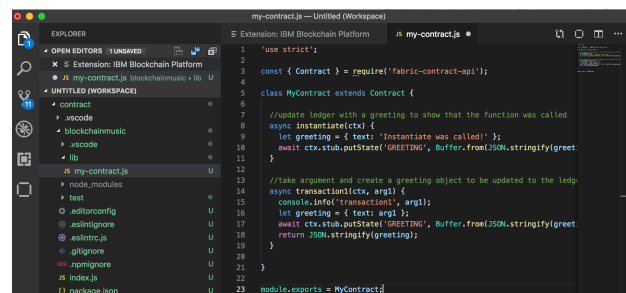 my-contract.js — Untitled (Workspace)
EXPLORER
OPEN EDITORS 1 UNSAVED
Extension: IBM Blockchain Platform
JS my-contract.js blockchainmusic • lib U
UNTITLED (WORKSPACE)
contract
.vscode
blockchainmusic
.vscode
lib
JS my-contract.js U
node_modules
test
.editorconfig U
.eslintignore U
.eslintrc.js U
.gitignore U
.npmignore U
JS index.js U
{} package.json U
1
11
Extension: IBM Blockchain Platform
JS my-contract.js
1 'use strict';
2
3 const { Contract } = require('fabric-contract-api');
4
5 class MyContract extends Contract {
6
7 //update ledger with a greeting to show that the function was called
8 async instantiate(ctx) {
9 let greeting = { text: 'Instantiate was called!' };
10 await ctx.stub.putState('GREETING', Buffer.from(JSON.stringify(greet
11 }
12
13 //take argument and create a greeting object to be updated to the ledg
14 async transaction1(ctx, arg1) {
15 console.info('transaction1', arg1);
16 let greeting = { text: arg1 };
17 await ctx.stub.putState('GREETING', Buffer.from(JSON.stringify(greet
18 return JSON.stringify(greeting);
19 }
20
21 }
22
23 module.exports = MyContract;